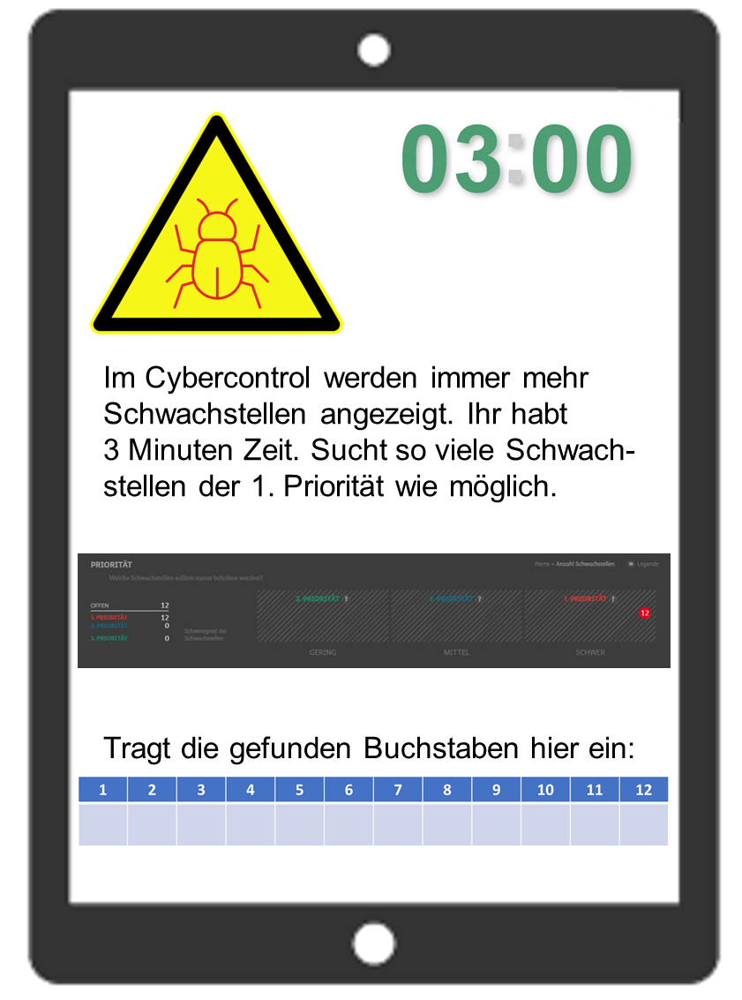 03:00
Im Cybercontrol werden immer mehr
Schwachstellen angezeigt. Ihr habt
3 Minuten Zeit. Sucht so viele Schwach-
stellen der 1. Priorität wie möglich.
PRIORITÄT
Werte = Anzahl Schwachstellen
Legende
Welche Schwachstellen sollten zuerst behoben werden?
3. PRIORITÄT ?
2. PRIORITÄT ?
1. PRIORITÄT ?
OFFEN 12
1. PRIORITÄT 12
2. PRIORITÄT 0
3. PRIORITÄT 0
12
Schweregrad der
Schwachstellen
GERING
MITTEL
SCHWER
Tragt die gefunden Buchstaben hier ein:
1 2 3 4 5 6 7 8 9 10 11 12